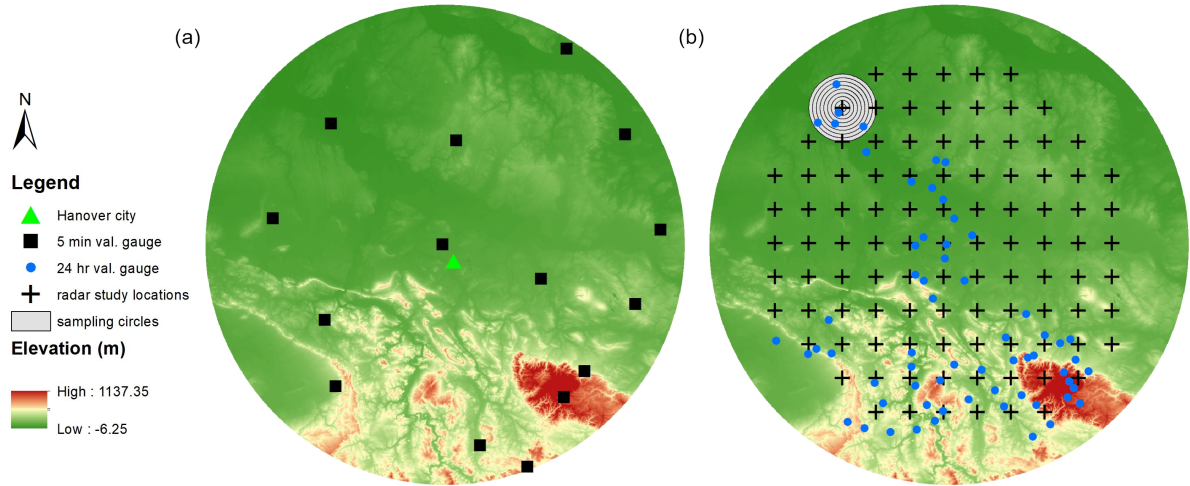 (a)
(b)
N
Legend
Hanover city
5 min val. gauge
24 hr val. gauge
radar study locations
sampling circles
Elevation (m)
High : 1137.35
Low : -6.25